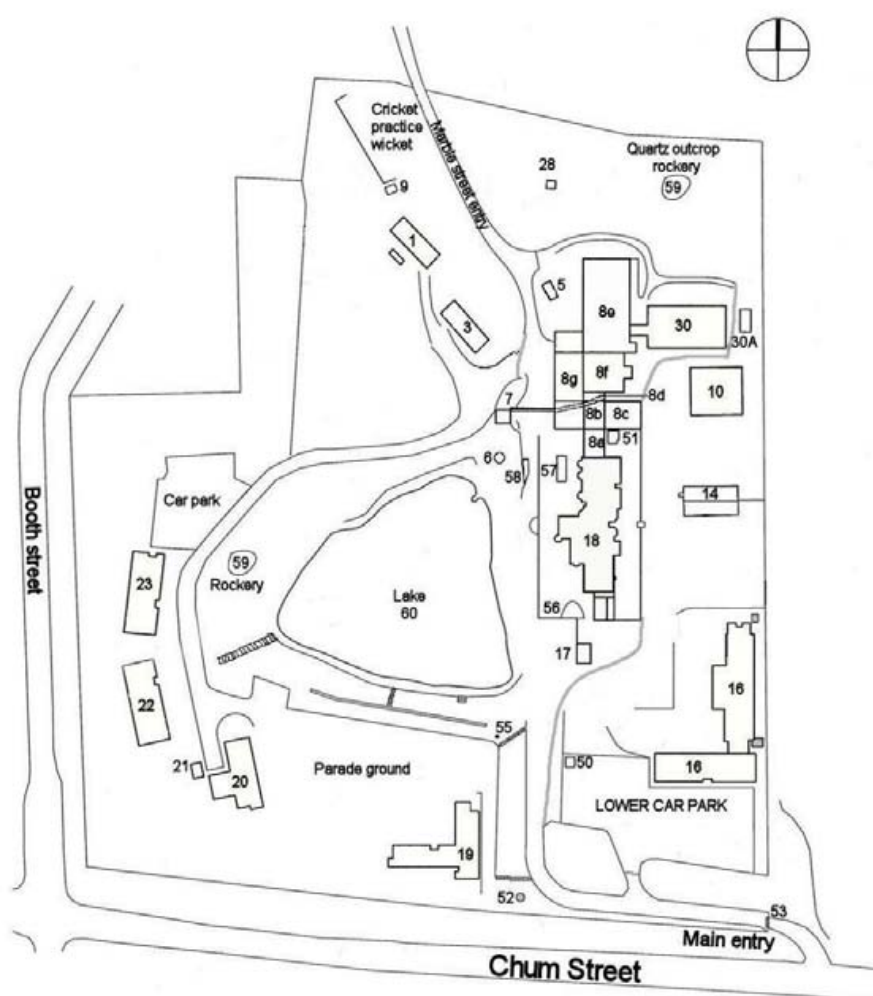 Cricket
practice
wicket
Marble street entry
28
Quartz outcrop
rockery
59
9
1
5
8e
3
30
30A
8g
8f
8d
10
7
8b
8c
8a
51
6
58
57
14
Car park
18
Booth street
59
Rockery
23
Lake
60
56
17
16
22
55
21
20
Parade ground
50
16
LOWER CAR PARK
19
52
53
Main entry
Chum Street